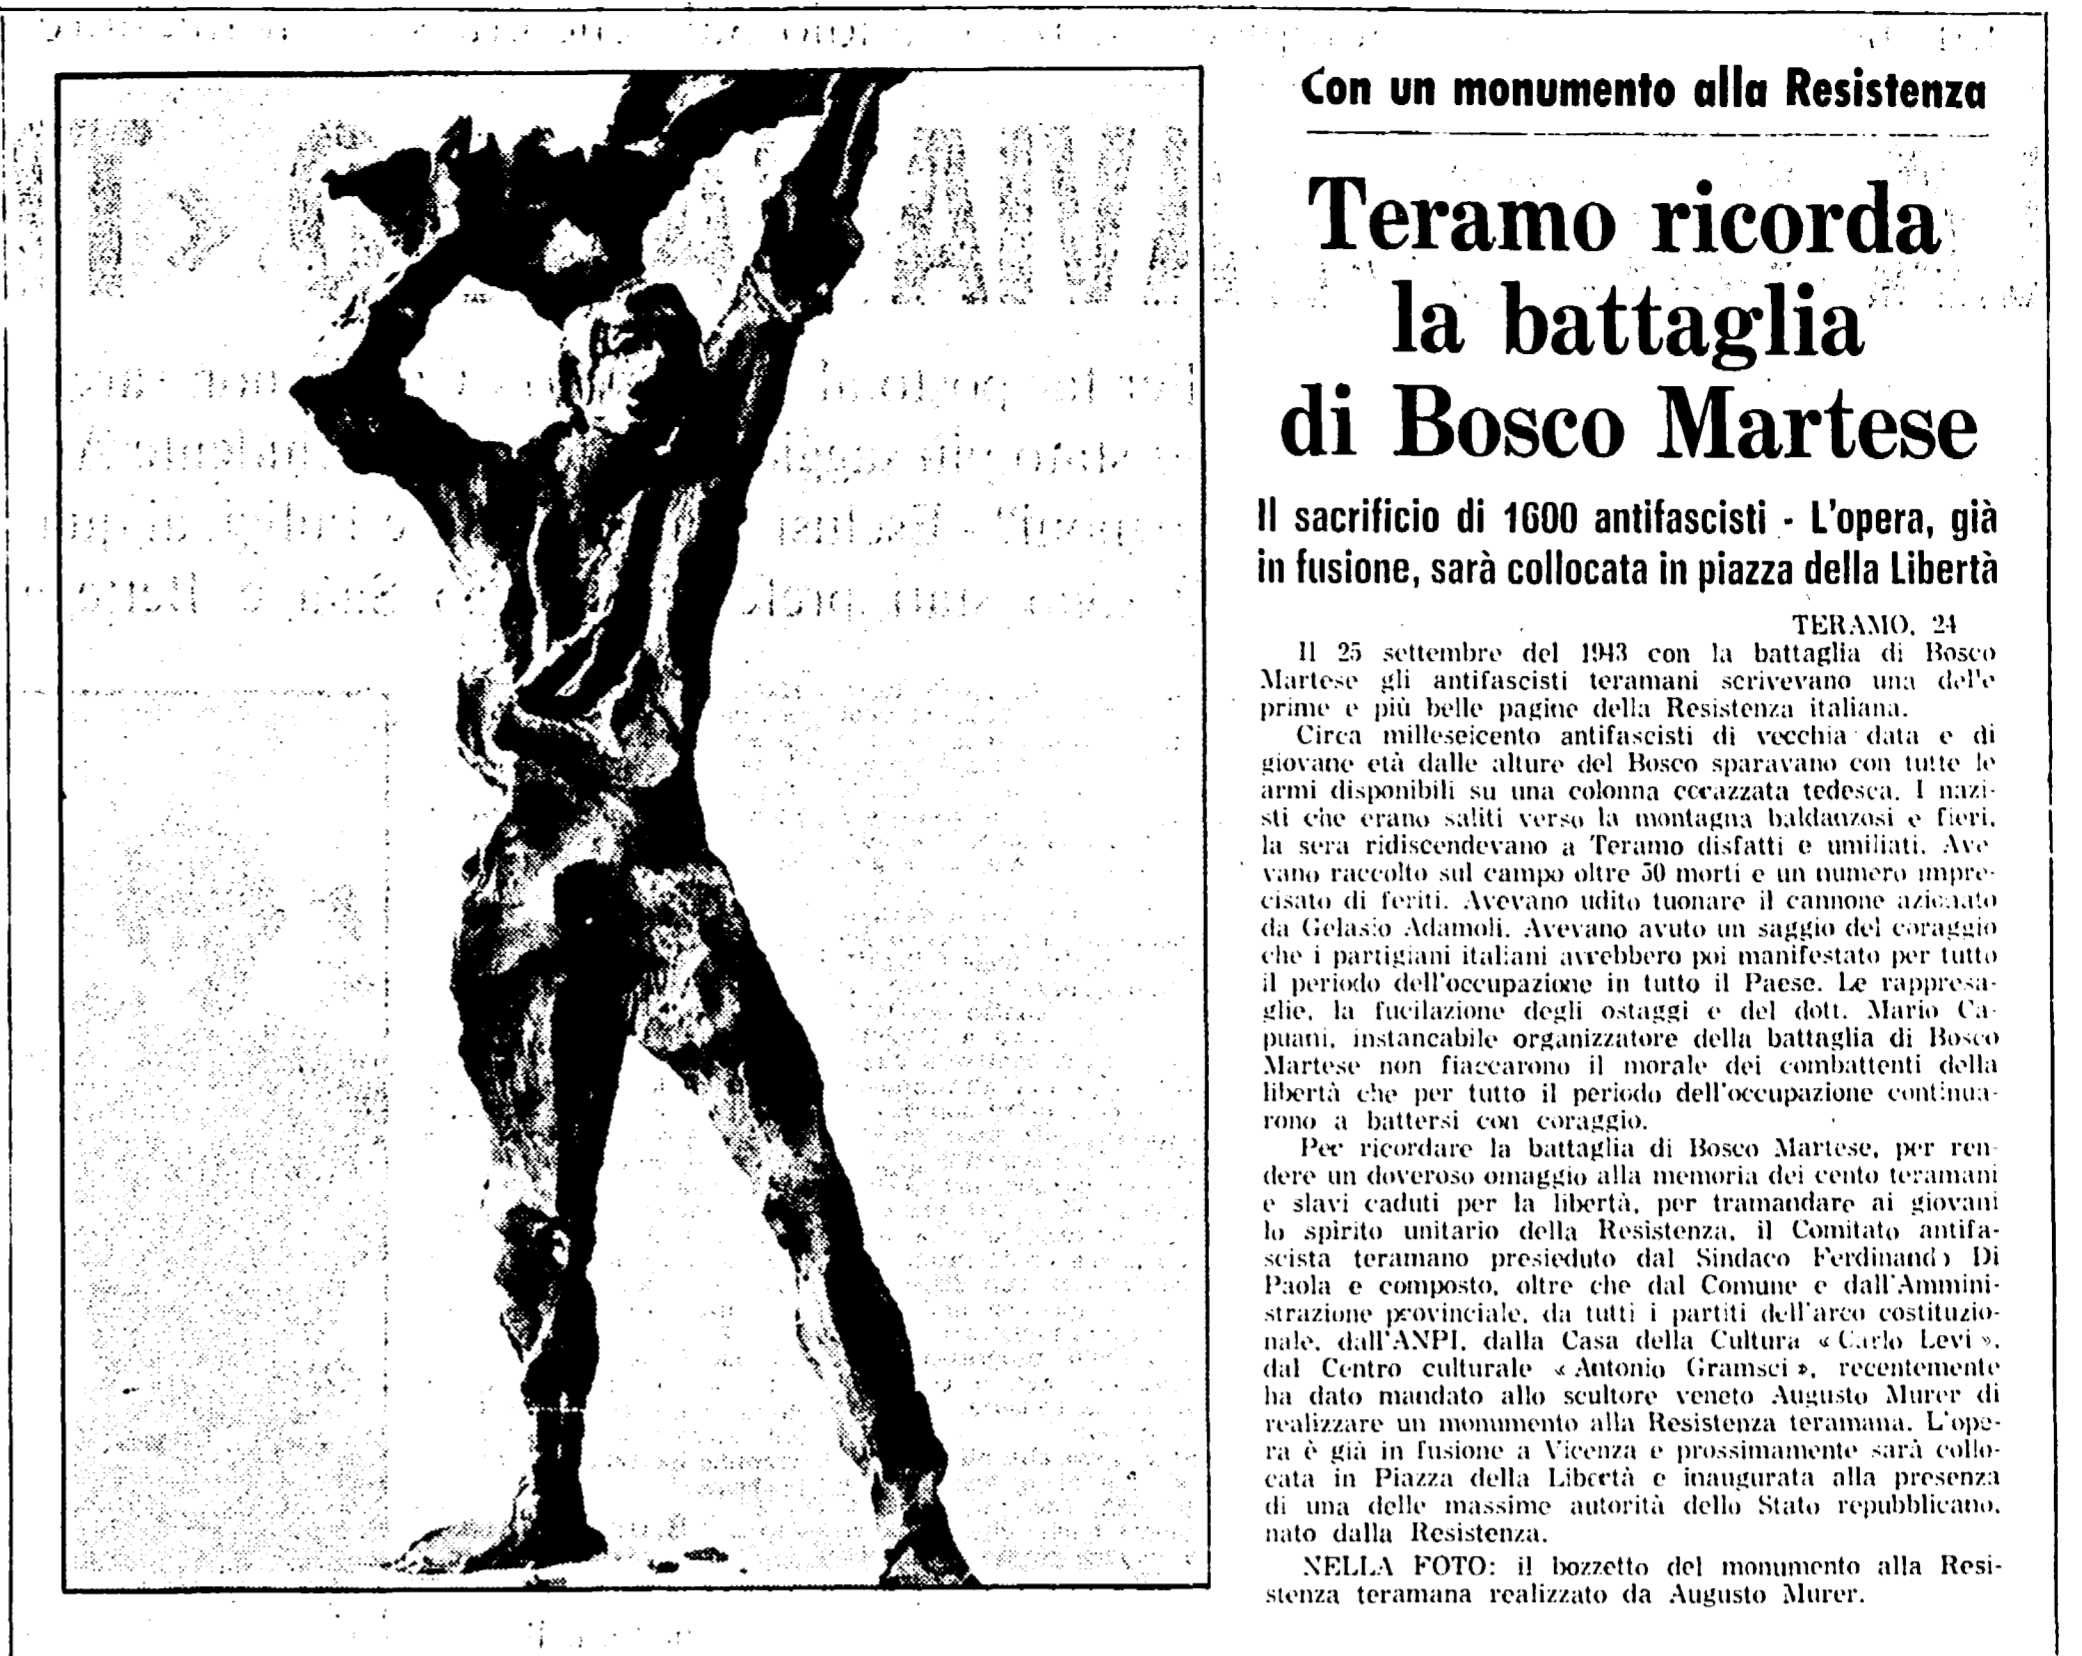 Con un monumento alla Resistenza
Teramo ricorda
la battaglia
di Bosco Martese
Il sacrificio di 1600 antifascisti - L'opera, già
in fusione, sarà collocata in piazza della Libertà
TERAMO, 24
Il 25 settembre del 1943 con la battaglia di Bosco
Martese gli antifascisti teramani scrivevano una delle
prime e più belle pagine della Resistenza italiana.
Circa milleseicento antifascisti di vecchia data e di
giovane età dalle alture del Bosco sparavano con tutte le
armi disponibili su una colonna corazzata tedesca. I nazi-
sti che erano saliti verso la montagna baldanzosi e fieri,
la sera ridiscendevano a Teramo disfatti e umiliati. Ave-
vano raccolto sul campo oltre 50 morti e un numero impre-
cisato di feriti. Avevano udito tuonare il cannone azionato
da Gelasio Adamoli. Avevano avuto un saggio del coraggio
che i partigiani italiani avrebbero poi manifestato per tutto
il periodo dell'occupazione in tutto il Paese. Le rappresa-
glie, la fucilazione degli ostaggi e del dott. Mario Ca-
puani, instancabile organizzatore della battaglia di Bosco
Martese non fiaccarono il morale dei combattenti della
libertà che per tutto il periodo dell'occupazione continua-
rono a battersi con coraggio.
Per ricordare la battaglia di Bosco Martese, per ren-
dere un doveroso omaggio alla memoria dei cento teramani
e slavi caduti per la libertà, per tramandare ai giovani
lo spirito unitario della Resistenza, il Comitato antifa-
scista teramano presieduto dal Sindaco Ferdinando Di
Paola e composto, oltre che dal Comune e dall'Ammini-
strazione provinciale, da tutti i partiti dell'arco costituzio-
nale, dall'ANPI, dalla Casa della Cultura « Carlo Levi »,
dal Centro culturale « Antonio Gramsci », recentemente
ha dato mandato allo scultore veneto Augusto Murer di
realizzare un monumento alla Resistenza teramana. L'ope-
ra è già in fusione a Vicenza e prossimamente sarà collo-
cata in Piazza della Libertà e inaugurata alla presenza
di una delle massime autorità dello Stato repubblicano,
nato dalla Resistenza.
NELLA FOTO: il bozzetto del monumento alla Resi-
stenza teramana realizzato da Augusto Murer.